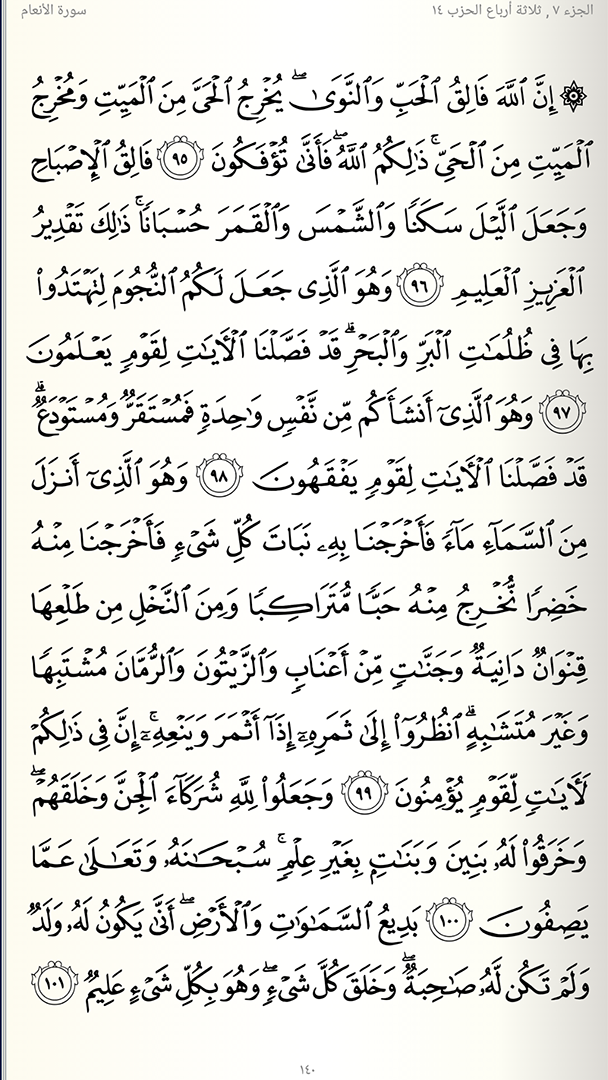 الجزء ٧ , ثلاثة أرباع الحزب ١٤
سورة الأنعام
۞ إِنَّ ٱللَّهَ فَالِقُ ٱلْحَبِّ وَٱلنَّوَىٰۖ يُخْرِجُ ٱلْحَىَّ مِنَ ٱلْمَيِّتِ وَمُخْرِجُ
ٱلْمَيِّتِ مِنَ ٱلْحَىِّۚ ذَٰلِكُمُ ٱللَّهُۖ فَأَنَّىٰ تُؤْفَكُونَ ٩٥ فَالِقُ ٱلْإِصْبَاحِ
وَجَعَلَ ٱلَّيْلَ سَكَنًا وَٱلشَّمْسَ وَٱلْقَمَرَ حُسْبَانًاۚ ذَٰلِكَ تَقْدِيرُ
ٱلْعَزِيزِ ٱلْعَلِيمِ ٩٦ وَهُوَ ٱلَّذِى جَعَلَ لَكُمُ ٱلنُّجُومَ لِتَهْتَدُوا۟
بِهَا فِى ظُلُمَـٰتِ ٱلْبَرِّ وَٱلْبَحْرِۗ قَدْ فَصَّلْنَا ٱلْـَٔايَـٰتِ لِقَوْمٍ يَعْلَمُونَ
٩٧ وَهُوَ ٱلَّذِىٓ أَنشَأَكُم مِّن نَّفْسٍ وَٰحِدَةٍ فَمُسْتَقَرٌّ وَمُسْتَوْدَعٌۗ
قَدْ فَصَّلْنَا ٱلْـَٔايَـٰتِ لِقَوْمٍ يَفْقَهُونَ ٩٨ وَهُوَ ٱلَّذِىٓ أَنزَلَ
مِنَ ٱلسَّمَآءِ مَآءً فَأَخْرَجْنَا بِهِۦ نَبَاتَ كُلِّ شَىْءٍ فَأَخْرَجْنَا مِنْهُ
خَضِرًا نُّخْرِجُ مِنْهُ حَبًّا مُّتَرَاكِبًا وَمِنَ ٱلنَّخْلِ مِن طَلْعِهَا
قِنْوَانٌ دَانِيَةٌ وَجَنَّـٰتٍ مِّنْ أَعْنَابٍ وَٱلزَّيْتُونَ وَٱلرُّمَّانَ مُشْتَبِهًا
وَغَيْرَ مُتَشَـٰبِهٍۗ ٱنظُرُوٓا۟ إِلَىٰ ثَمَرِهِۦٓ إِذَآ أَثْمَرَ وَيَنْعِهِۦٓۚ إِنَّ فِى ذَٰلِكُمْ
لَـَٔايَـٰتٍ لِّقَوْمٍ يُؤْمِنُونَ ٩٩ وَجَعَلُوا۟ لِلَّهِ شُرَكَآءَ ٱلْجِنَّ وَخَلَقَهُمْۖ
وَخَرَقُوا۟ لَهُۥ بَنِينَ وَبَنَـٰتٍۭ بِغَيْرِ عِلْمٍۚ سُبْحَـٰنَهُۥ وَتَعَـٰلَىٰ عَمَّا
يَصِفُونَ ١٠٠ بَدِيعُ ٱلسَّمَـٰوَٰتِ وَٱلْأَرْضِۖ أَنَّىٰ يَكُونُ لَهُۥ وَلَدٌ
وَلَمْ تَكُن لَّهُۥ صَـٰحِبَةٌۖ وَخَلَقَ كُلَّ شَىْءٍۖ وَهُوَ بِكُلِّ شَىْءٍ عَلِيمٌ ١٠١
١٤٠